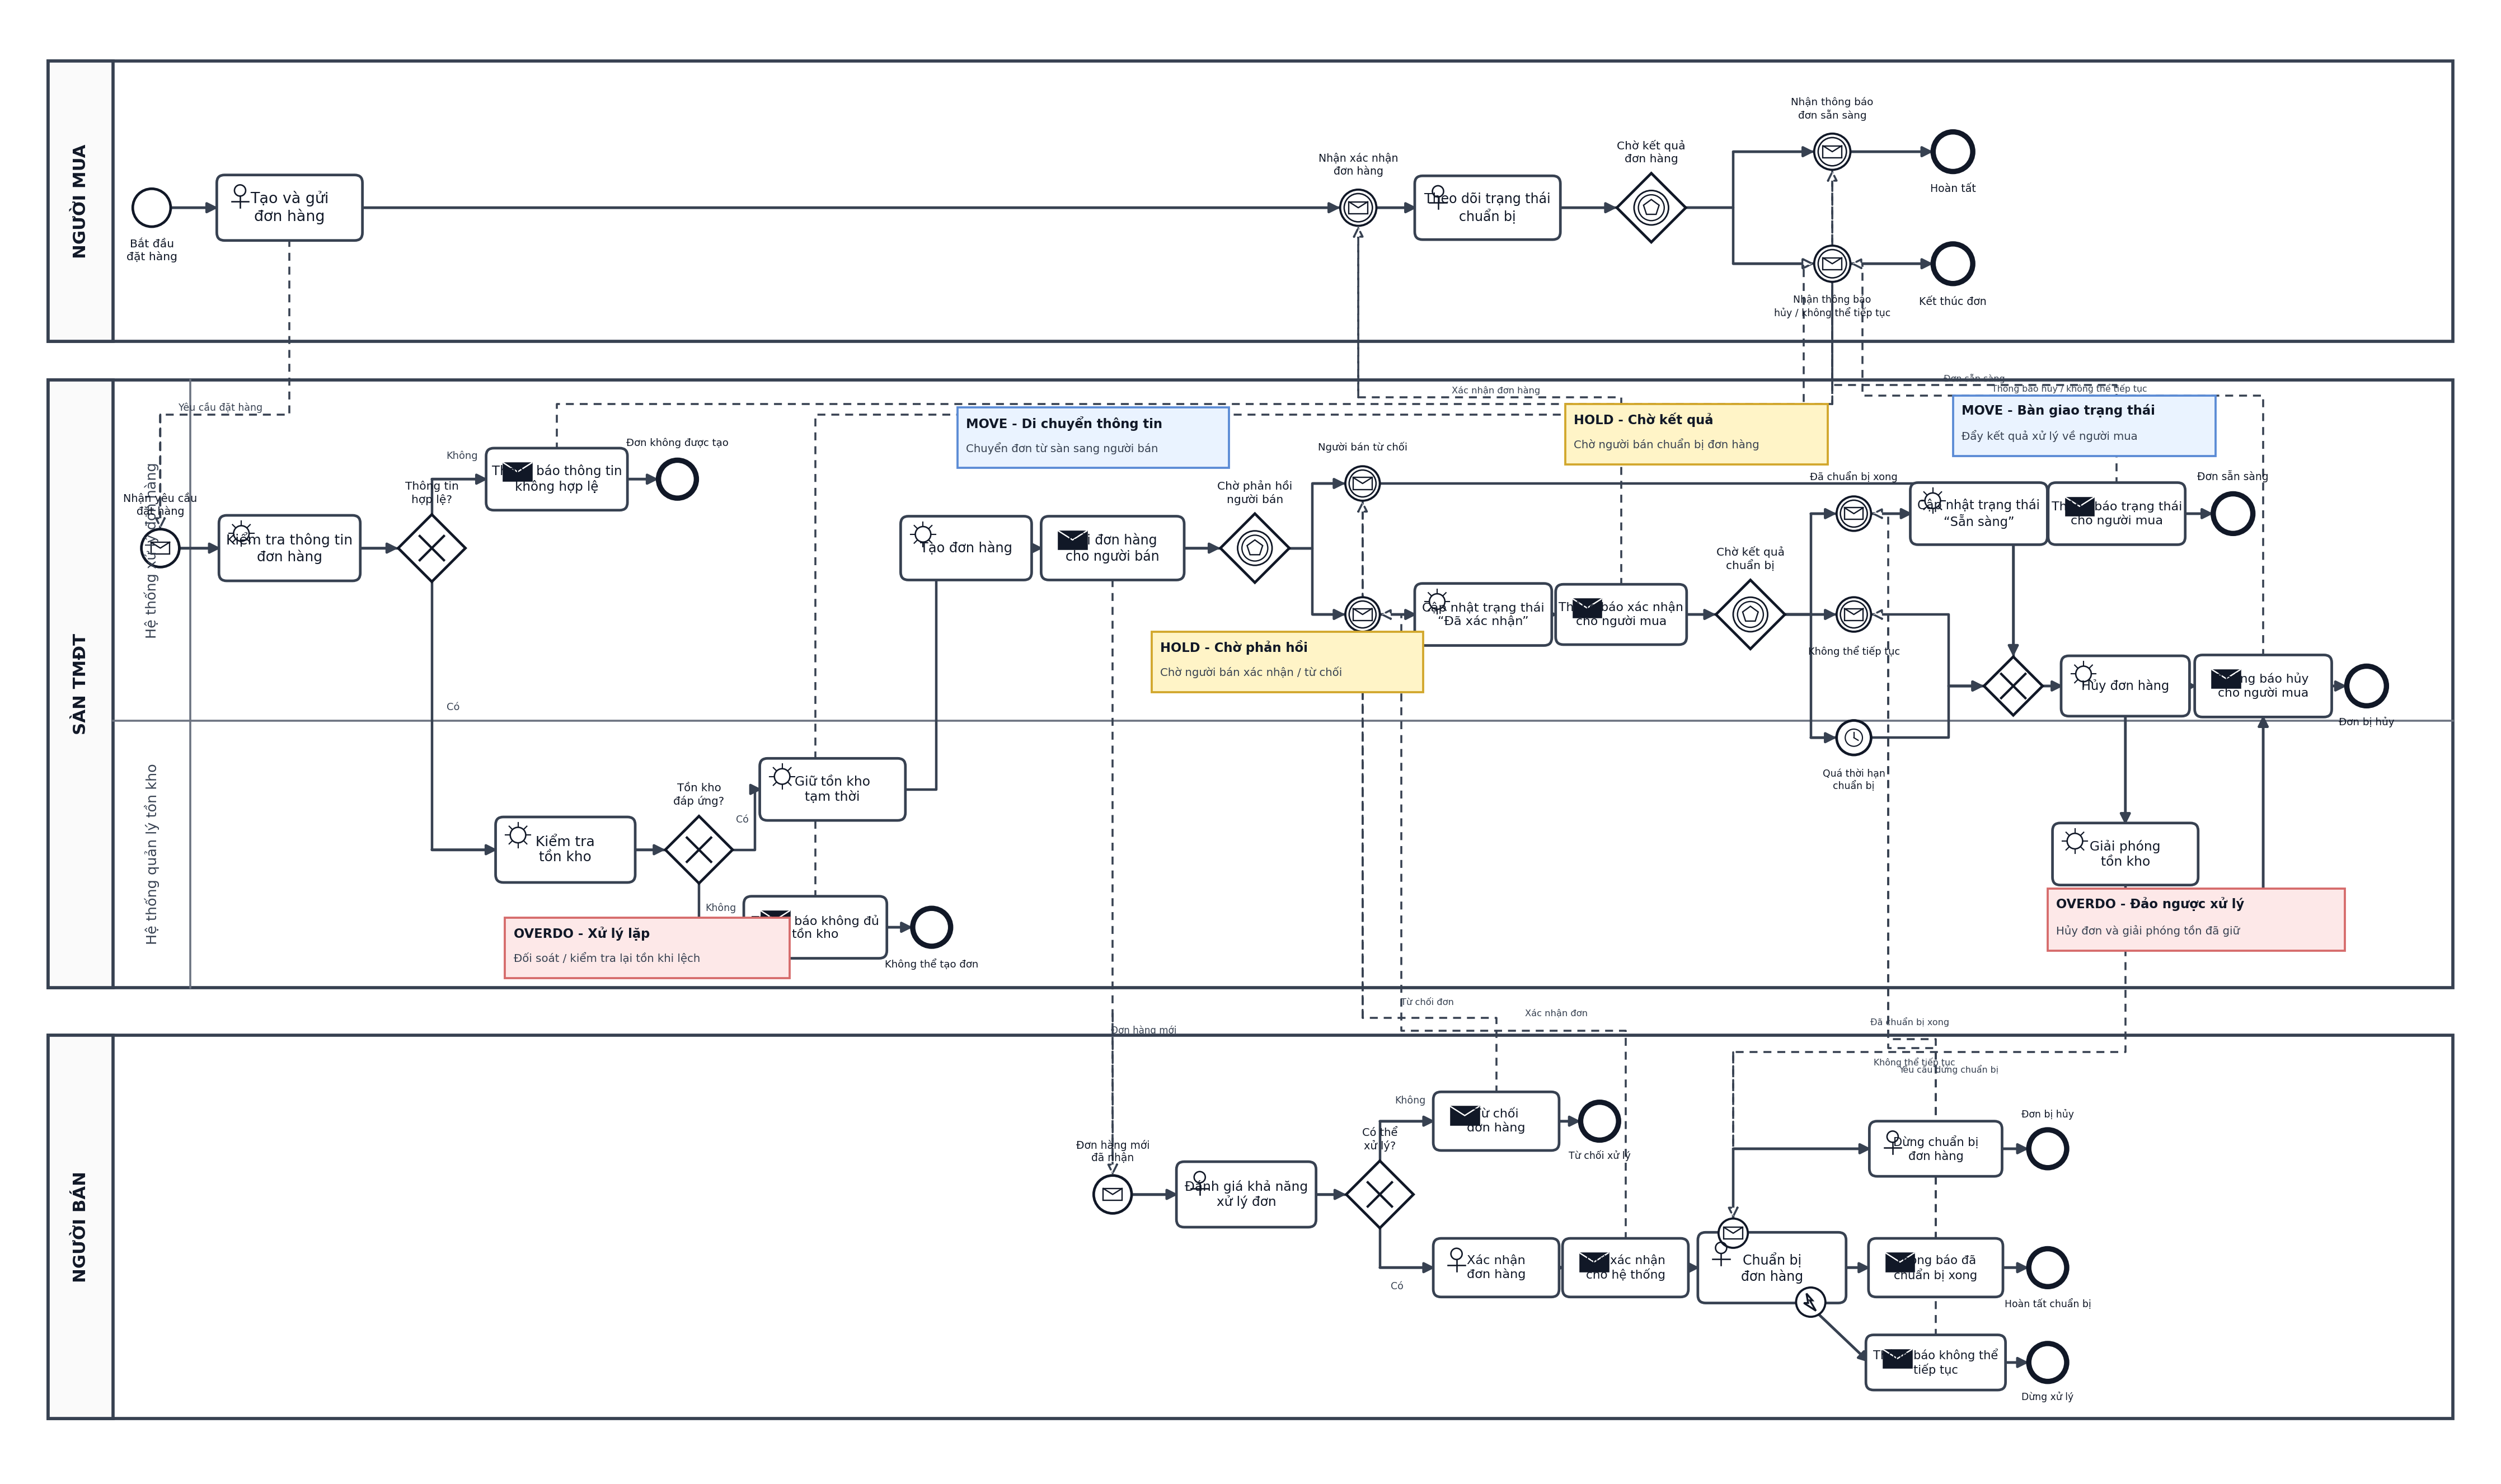 NGƯỜI MUA
Bắt đầu
đặt hàng
Tạo và gửi
đơn hàng
Nhận xác nhận
đơn hàng
Theo dõi trạng thái
chuẩn bị
Chờ kết quả
đơn hàng
Nhận thông báo
đơn sẵn sàng
Hoàn tất
Nhận thông báo
hủy / không thể tiếp tục
Kết thúc đơn
SÀN TMĐT
Hệ thống xử lý đơn hàng
Yêu cầu đặt hàng
Nhận yêu cầu
đặt hàng
Kiểm tra thông tin
đơn hàng
Thông tin
hợp lệ?
Không
báo thông tin
không hợp lệ
Đơn không được tạo
Có
MOVE - Di chuyển thông tin
Chuyển đơn từ sàn sang người bán
Tạo đơn hàng
đơn hàng
cho người bán
Chờ phản hồi
người bán
Người bán từ chối
Xác nhận đơn hàng
HOLD - Chờ kết quả
Chờ người bán chuẩn bị đơn hàng
Cập nhật trạng thái
“Đã xác nhận”
báo xác nhận
cho người mua
HOLD - Chờ phản hồi
Chờ người bán xác nhận / từ chối
Chờ kết quả
chuẩn bị
Đã chuẩn bị xong
Không thể tiếp tục
Quá thời hạn
chuẩn bị
Đơn sẵn sàng
Thông báo hủy / không thể tiếp tục
MOVE - Bàn giao trạng thái
Đẩy kết quả xử lý về người mua
Cập nhật trạng thái
“Sẵn sàng”
báo trạng thái
cho người mua
Đơn sẵn sàng
Hủy đơn hàng
báo hủy
cho người mua
Đơn bị hủy
Hệ thống quản lý tồn kho
Kiểm tra
tồn kho
Tồn kho
đáp ứng?
Có
Giữ tồn kho
tạm thời
Không
báo không đủ
tồn kho
Không thể tạo đơn
OVERDO - Xử lý lặp
Đối soát / kiểm tra lại tồn khi lệch
Giải phóng
tồn kho
OVERDO - Đảo ngược xử lý
Hủy đơn và giải phóng tồn đã giữ
Đơn hàng mới
Từ chối đơn
Xác nhận đơn
Đã chuẩn bị xong
Không thể tiếp tục
Yêu cầu dừng chuẩn bị
NGƯỜI BÁN
Đơn hàng mới
đã nhận
Đánh giá khả năng
xử lý đơn
Có thể
xử lý?
Không
chối
đơn hàng
Từ chối xử lý
Có
Xác nhận
đơn hàng
xác nhận
cho hệ thống
Chuẩn bị
đơn hàng
Dừng chuẩn bị
đơn hàng
Đơn bị hủy
báo đã
chuẩn bị xong
Hoàn tất chuẩn bị
báo không thể
tiếp tục
Dừng xử lý